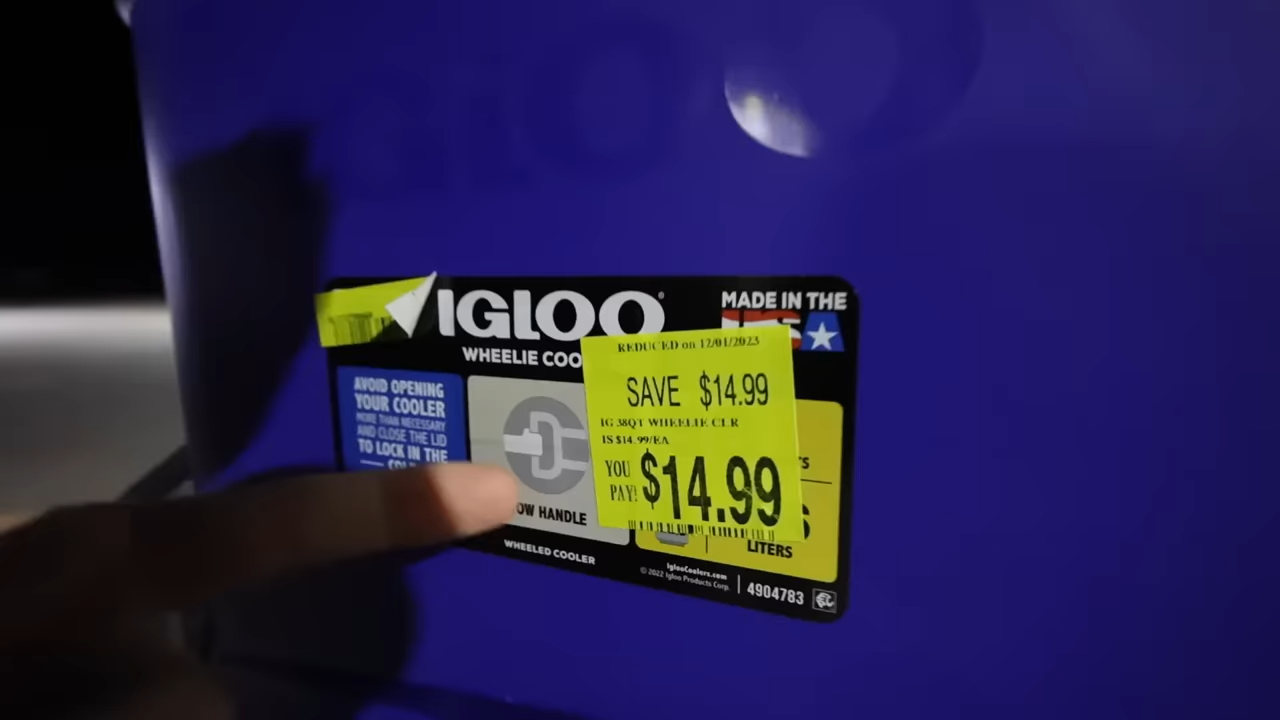 IGLOO
WHEELIE COO
MADE IN THE
USA
AVOID OPENING
YOUR COOLER
MORE THAN NECESSARY
AND CLOSE THE LID
TO LOCK IN THE
OW HANDLE
REDUCED on 12/01/2023
SAVE $14.99
IG 38QT WHEELIE CLR
IS $14.99/EA
YOU PAY! $14.99
LITERS
WHEELED COOLER
IglooCoolers.com
© 2022 Igloo Products Corp.
4904783